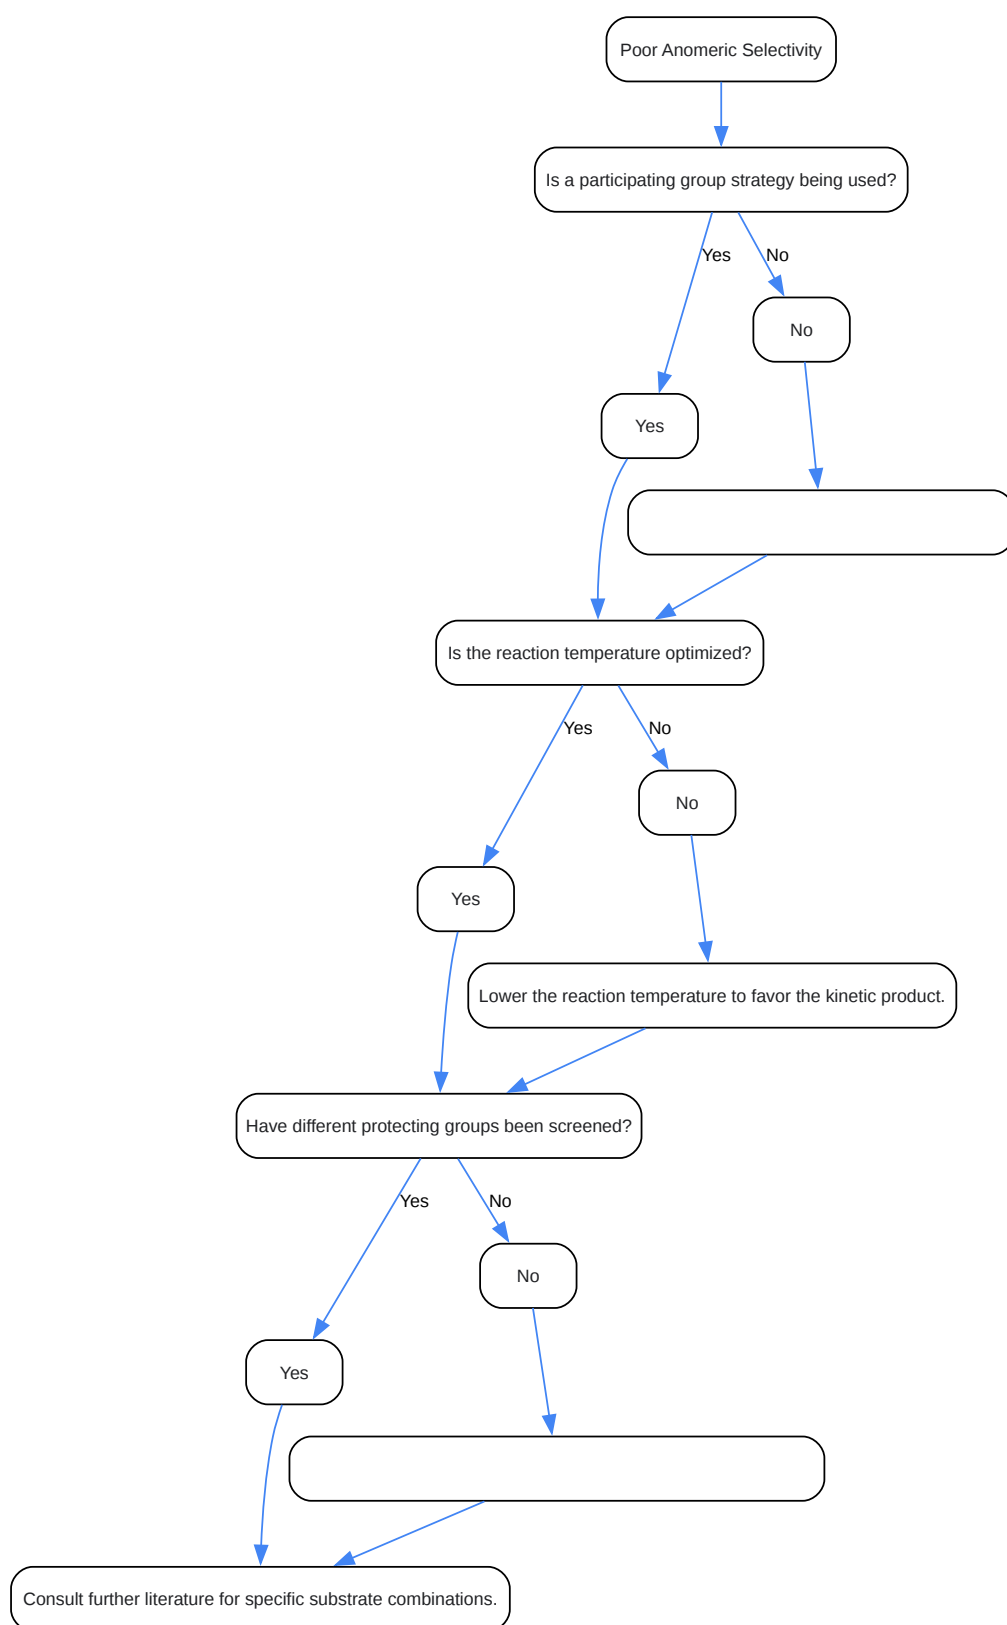 Poor Anomeric Selectivity
Is a participating group strategy being used?
Yes
No
No
Yes
Is the reaction temperature optimized?
Yes
No
No
Yes
Lower the reaction temperature to favor the kinetic product.
Have different protecting groups been screened?
Yes
No
No
Yes
Consult further literature for specific substrate combinations.